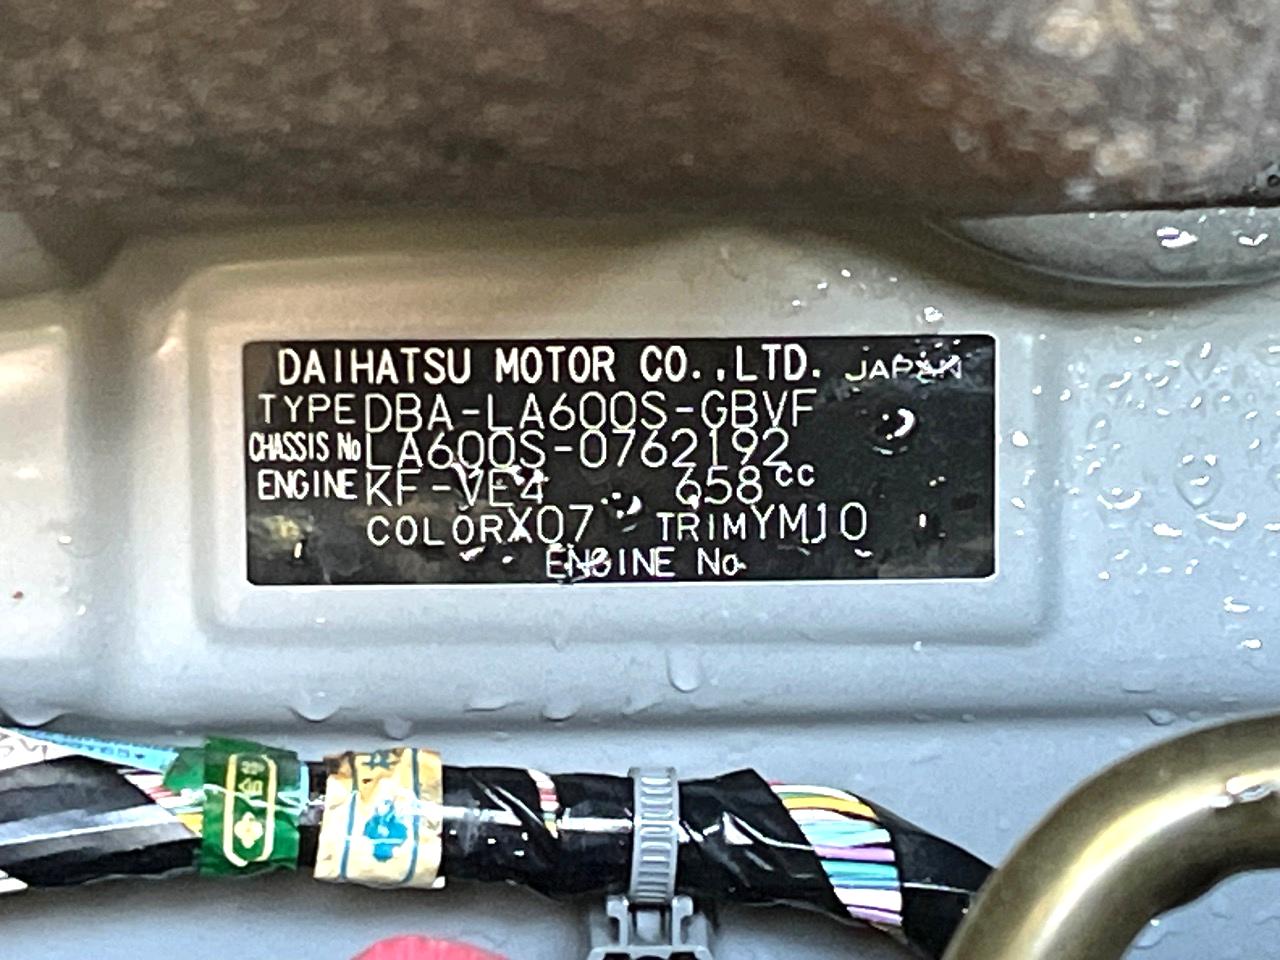 DAIHATSU MOTOR CO.,LTD. JAPAN
TYPE DBA-LA600S-GBVF
CHASSIS No LA600S-0762192
ENGINE KF-VE4 658cc
COLOR X07 TRIM YM10
ENGINE No.